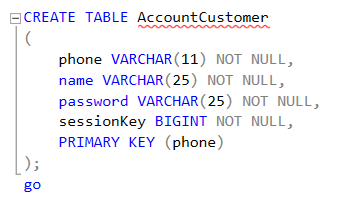 CREATE TABLE AccountCustomer
(
phone VARCHAR(11) NOT NULL,
name VARCHAR(25) NOT NULL,
password VARCHAR(25) NOT NULL,
sessionKey BIGINT NOT NULL,
PRIMARY KEY (phone)
);
go